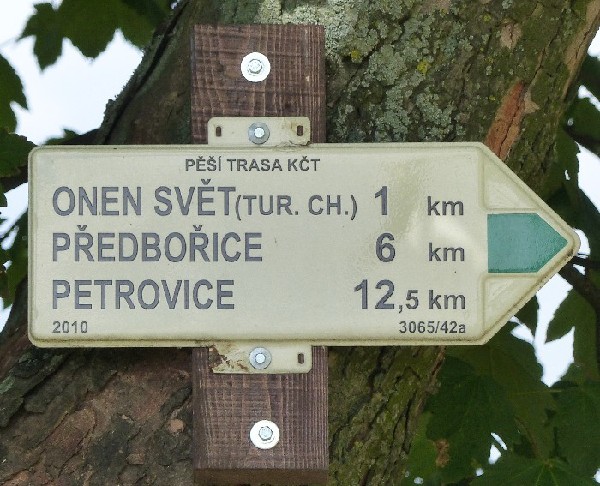 PĚŠÍ TRASA KČT
ONEN SVĚT(TUR. CH.) 1 km
PŘEDBOŘICE 6 km
PETROVICE 12,5 km
2010 3065/42a